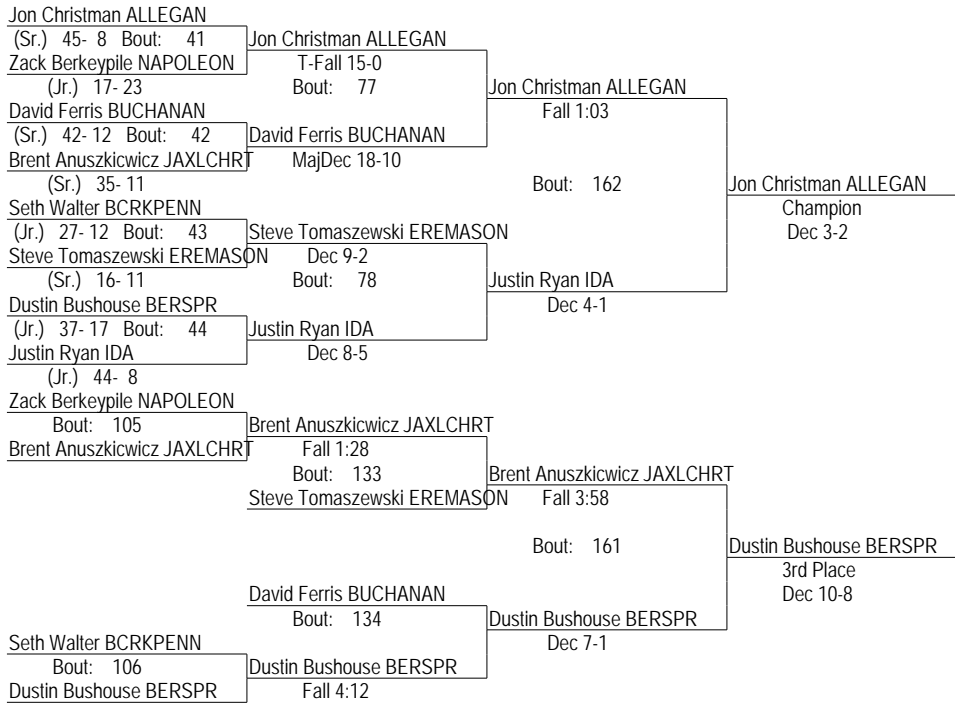 Jon Christman ALLEGAN
(Sr.) 45- 8 Bout: 41 Jon Christman ALLEGAN
Zack Berkeypile NAPOLEON T-Fall 15-0
(Jr.) 17- 23 Bout: 77 Jon Christman ALLEGAN
David Ferris BUCHANAN Fall 1:03
(Sr.) 42- 12 Bout: 42 David Ferris BUCHANAN
Brent Anuszkicwicz JAXLCHRT MajDec 18-10
(Sr.) 35- 11 Bout: 162 Jon Christman ALLEGAN
Seth Walter BCRKPENN Champion
(Jr.) 27- 12 Bout: 43 Steve Tomaszewski EREMASON Dec 3-2
Steve Tomaszewski EREMASON Dec 9-2
(Sr.) 16- 11 Bout: 78 Justin Ryan IDA
Dustin Bushouse BERSPR Dec 4-1
(Jr.) 37- 17 Bout: 44 Justin Ryan IDA
Justin Ryan IDA Dec 8-5
(Jr.) 44- 8
Zack Berkeypile NAPOLEON
Bout: 105 Brent Anuszkicwicz JAXLCHRT
Brent Anuszkicwicz JAXLCHRT Fall 1:28
Bout: 133 Brent Anuszkicwicz JAXLCHRT
Steve Tomaszewski EREMASON Fall 3:58
Bout: 161 Dustin Bushouse BERSPR
3rd Place
David Ferris BUCHANAN Dec 10-8
Bout: 134 Dustin Bushouse BERSPR
Seth Walter BCRKPENN Dec 7-1
Bout: 106 Dustin Bushouse BERSPR
Dustin Bushouse BERSPR Fall 4:12